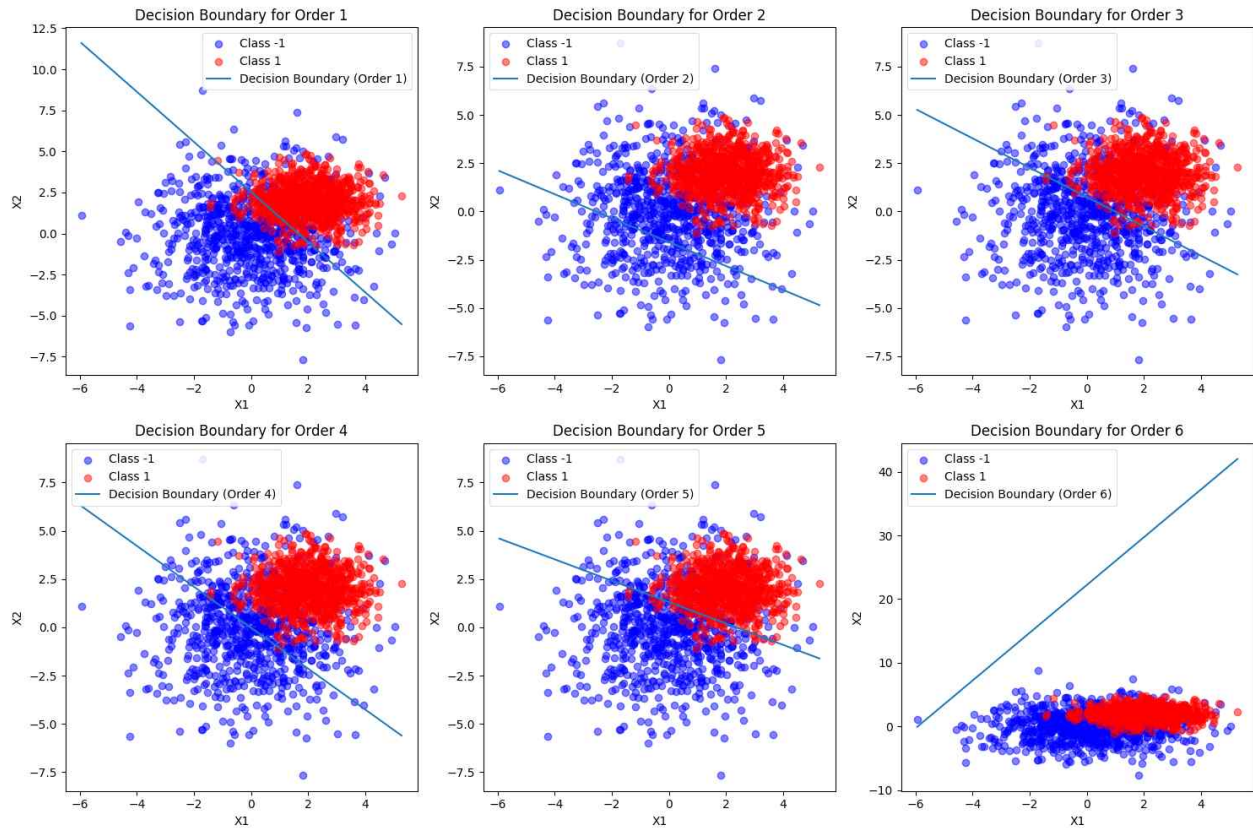 Decision Boundary for Order 1
Class -1
Class 1
Decision Boundary (Order 1)
12.5
10.0
7.5
5.0
2.5
0.0
−2.5
−5.0
−7.5
X2
−6
−4
−2
0
2
4
X1
Decision Boundary for Order 2
Class -1
Class 1
Decision Boundary (Order 2)
7.5
5.0
2.5
0.0
−2.5
−5.0
−7.5
X2
−6
−4
−2
0
2
4
X1
Decision Boundary for Order 3
Class -1
Class 1
Decision Boundary (Order 3)
7.5
5.0
2.5
0.0
−2.5
−5.0
−7.5
X2
−6
−4
−2
0
2
4
X1
Decision Boundary for Order 4
Class -1
Class 1
Decision Boundary (Order 4)
7.5
5.0
2.5
0.0
−2.5
−5.0
−7.5
X2
−6
−4
−2
0
2
4
X1
Decision Boundary for Order 5
Class -1
Class 1
Decision Boundary (Order 5)
7.5
5.0
2.5
0.0
−2.5
−5.0
−7.5
X2
−6
−4
−2
0
2
4
X1
Decision Boundary for Order 6
Class -1
Class 1
Decision Boundary (Order 6)
40
30
20
10
0
−10
X2
−6
−4
−2
0
2
4
X1